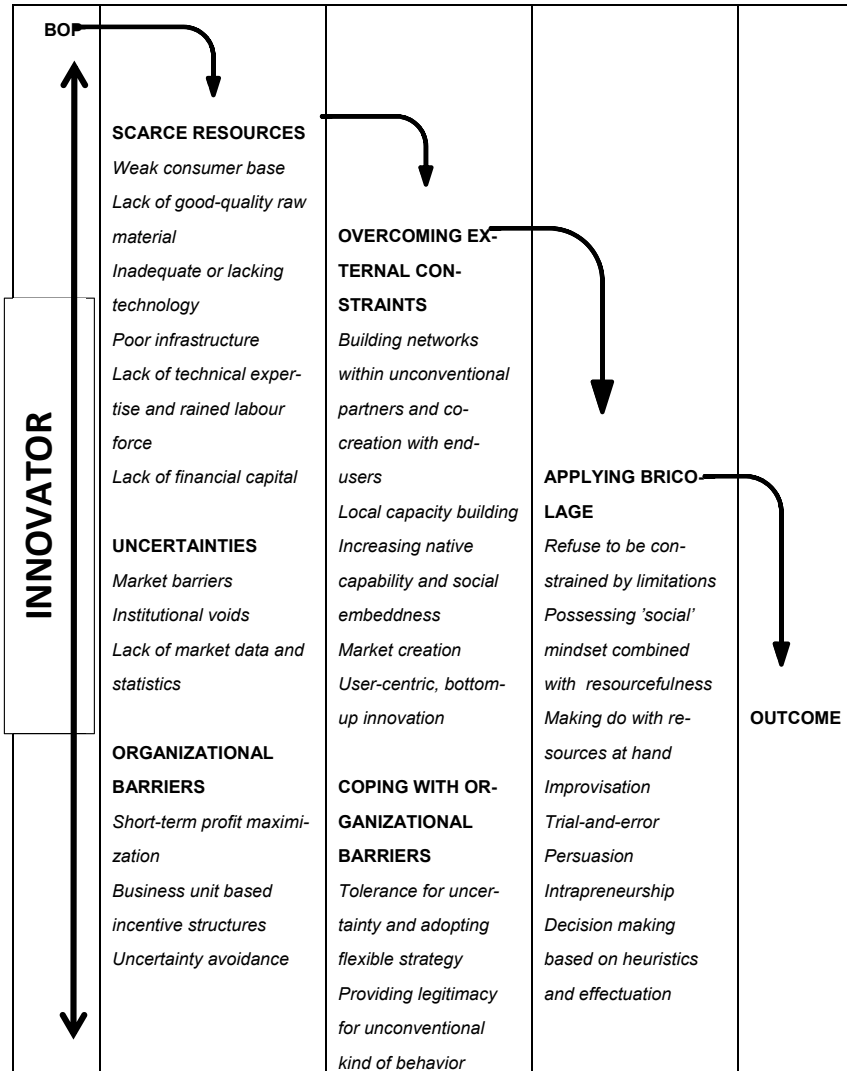 BOP
INNOVATOR
SCARCE RESOURCES
Weak consumer base
Lack of good-quality raw
material
Inadequate or lacking
technology
Poor infrastructure
Lack of technical exper-
tise and rained labour
force
Lack of financial capital
UNCERTAINTIES
Market barriers
Institutional voids
Lack of market data and
statistics
ORGANIZATIONAL
BARRIERS
Short-term profit maximi-
zation
Business unit based
incentive structures
Uncertainty avoidance
OVERCOMING EX-
TERNAL CON-
STRAINTS
Building networks
within unconventional
partners and co-
creation with end-
users
Local capacity building
Increasing native
capability and social
embeddness
Market creation
User-centric, bottom-
up innovation
COPING WITH OR-
GANIZATIONAL
BARRIERS
Tolerance for uncer-
tainty and adopting
flexible strategy
Providing legitimacy
for unconventional
kind of behavior
APPLYING BRICO-
LAGE
Refuse to be con-
strained by limitations
Possessing ’social’
mindset combined
with resourcefulness
Making do with re-
sources at hand
Improvisation
Trial-and-error
Persuasion
Intrapreneurship
Decision making
based on heuristics
and effectuation
OUTCOME